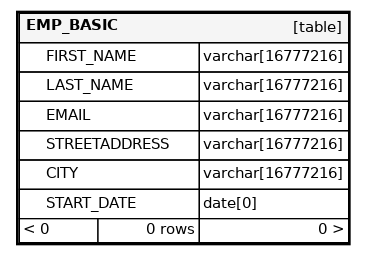 EMP_BASIC [table]
FIRST_NAME varchar[16777216]
LAST_NAME varchar[16777216]
EMAIL varchar[16777216]
STREETADDRESS varchar[16777216]
CITY varchar[16777216]
START_DATE date[0]
< 0 0 rows 0 >